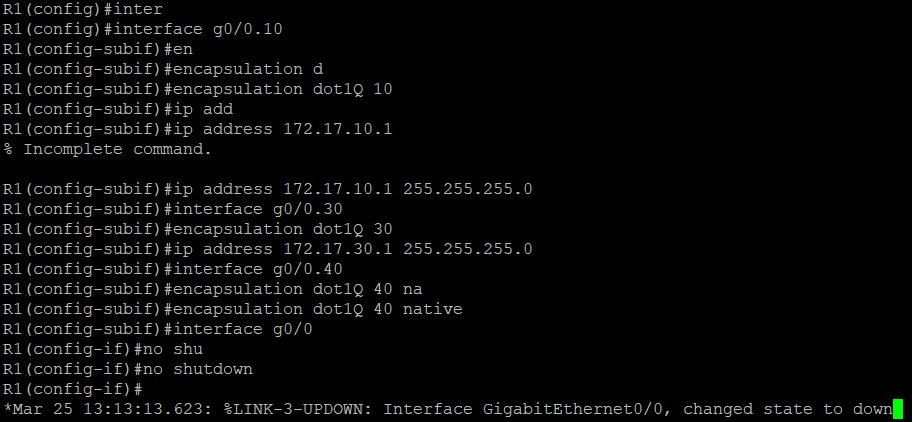 R1(config)#inter
R1(config)#interface g0/0.10
R1(config-subif)#en
R1(config-subif)#encapsulation d
R1(config-subif)#encapsulation dot1Q 10
R1(config-subif)#ip add
R1(config-subif)#ip address 172.17.10.1
% Incomplete command.

R1(config-subif)#ip address 172.17.10.1 255.255.255.0
R1(config-subif)#interface g0/0.30
R1(config-subif)#encapsulation dot1Q 30
R1(config-subif)#ip address 172.17.30.1 255.255.255.0
R1(config-subif)#interface g0/0.40
R1(config-subif)#encapsulation dot1Q 40 na
R1(config-subif)#encapsulation dot1Q 40 native
R1(config-subif)#interface g0/0
R1(config-if)#no shu
R1(config-if)#no shutdown
R1(config-if)#
*Mar 25 13:13:13.623: %LINK-3-UPDOWN: Interface GigabitEthernet0/0, changed state to down